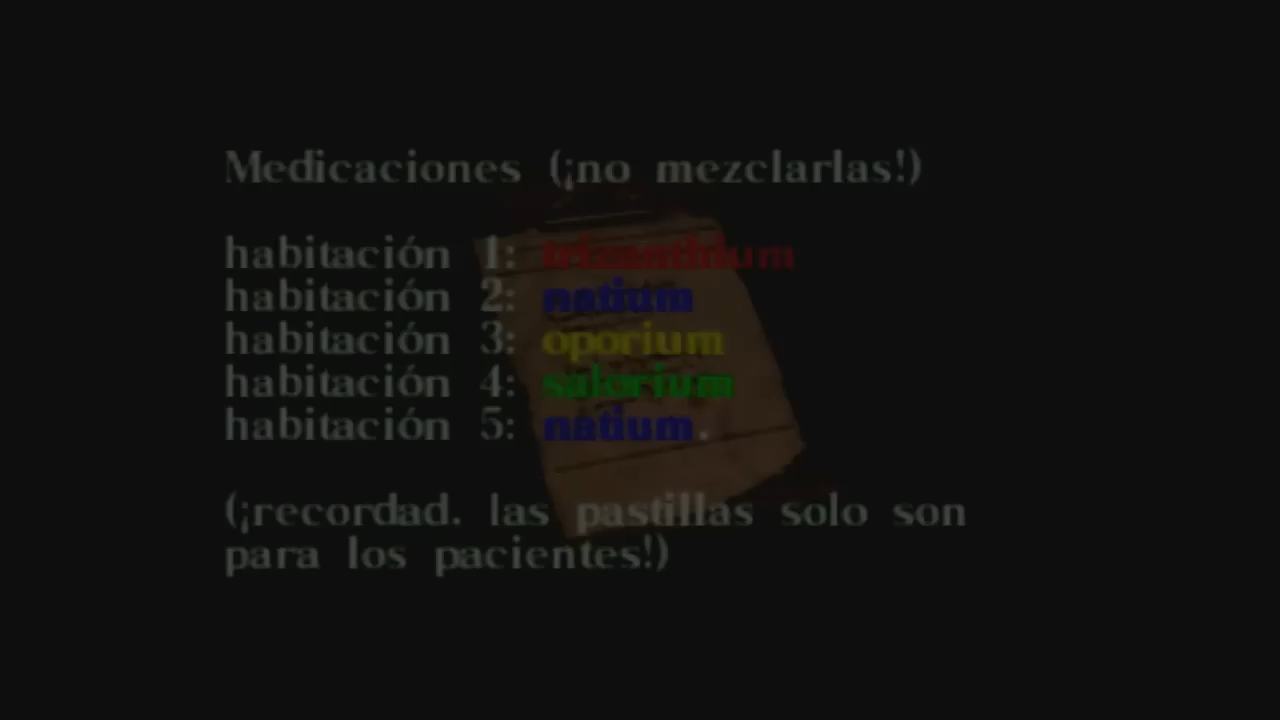 Medicaciones (¡no mezclarlas!)
habitación 1:
habitación 2: natium
habitación 3: oporium
habitación 4: salorium
habitación 5: natium.
(¡recordad. las pastillas solo son
para los pacientes!)